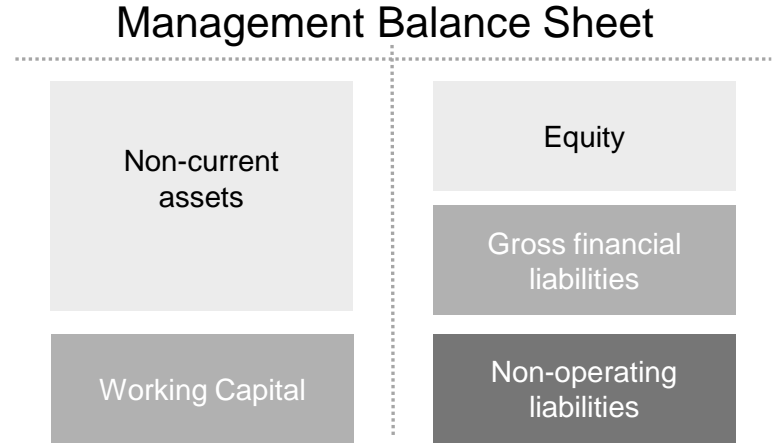 Management Balance Sheet
Non-current
assets
Working Capital
Equity
Gross financial
liabilities
Non-operating
liabilities